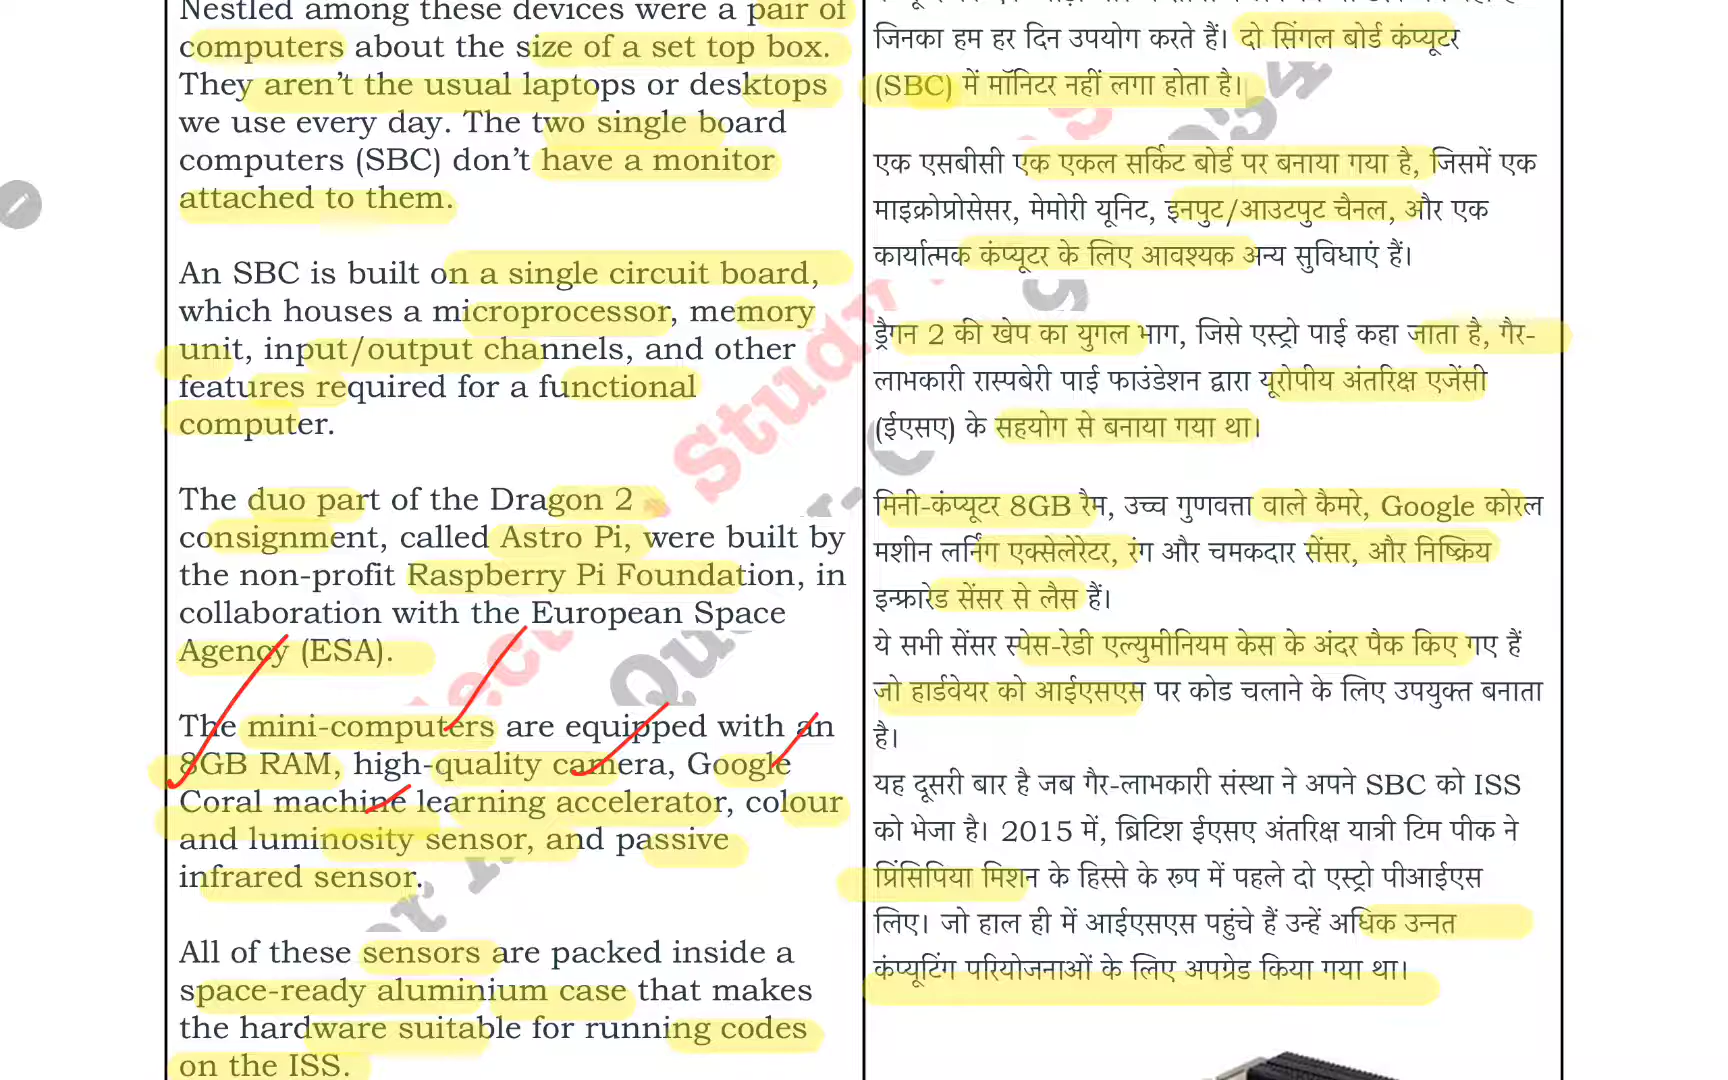 Nestled among these devices were a pair of
computers about the size of a set top box.
They aren't the usual laptops or desktops
we use every day. The two single board
computers (SBC) don't have a monitor
attached to them.
An SBC is built on a single circuit board,
which houses a microprocessor, memory
unit, input/output channels, and other
features required for a functional
computer.
The duo part of the Dragon 2
consignment, called Astro Pi, were built by
the non-profit Raspberry Pi Foundation, in
collaboration with the European Space
Agency (ESA).
The mini-computers are equipped with an
8GB RAM, high-quality camera, Google
Coral machine learning accelerator, colour
and luminosity sensor, and passive
infrared sensor.
All of these sensors are packed inside a
space-ready aluminium case that makes
the hardware suitable for running codes
on the ISS.
जिनका हम हर दिन उपयोग करते हैं। दो सिंगल बोर्ड कंप्यूटर
(SBC) में मॉनिटर नहीं लगा होता है।
एक एसबीसी एक एकल सर्किट बोर्ड पर बनाया गया है, जिसमें एक
माइक्रोप्रोसेसर, मेमोरी यूनिट, इनपुट/आउटपुट चैनल, और एक
कार्यात्मक कंप्यूटर के लिए आवश्यक अन्य सुविधाएं हैं।
ड्रैगन 2 की खेप का युगल भाग, जिसे एस्ट्रो पाई कहा जाता है, गैर-
लाभकारी रास्पबेरी पाई फाउंडेशन द्वारा यूरोपीय अंतरिक्ष एजेंसी
(ईएसए) के सहयोग से बनाया गया था।
मिनी-कंप्यूटर 8GB रैम, उच्च गुणवत्ता वाले कैमरे, Google कोरल
मशीन लर्निंग एक्सेलेरेटर, रंग और चमकदार सेंसर, और निष्क्रिय
इन्फ्रारेड सेंसर से लैस हैं।
ये सभी सेंसर स्पेस-रेडी एल्युमीनियम केस के अंदर पैक किए गए हैं
जो हार्डवेयर को आईएसएस पर कोड चलाने के लिए उपयुक्त बनाता
है।
यह दूसरी बार है जब गैर-लाभकारी संस्था ने अपने SBC को ISS
को भेजा है। 2015 में, ब्रिटिश ईएसए अंतरिक्ष यात्री टिम पीक ने
प्रिंसिपिया मिशन के हिस्से के रूप में पहले दो एस्ट्रो पीआईएस
लिए। जो हाल ही में आईएसएस पहुंचे हैं उन्हें अधिक उन्नत
कंप्यूटिंग परियोजनाओं के लिए अपग्रेड किया गया था।